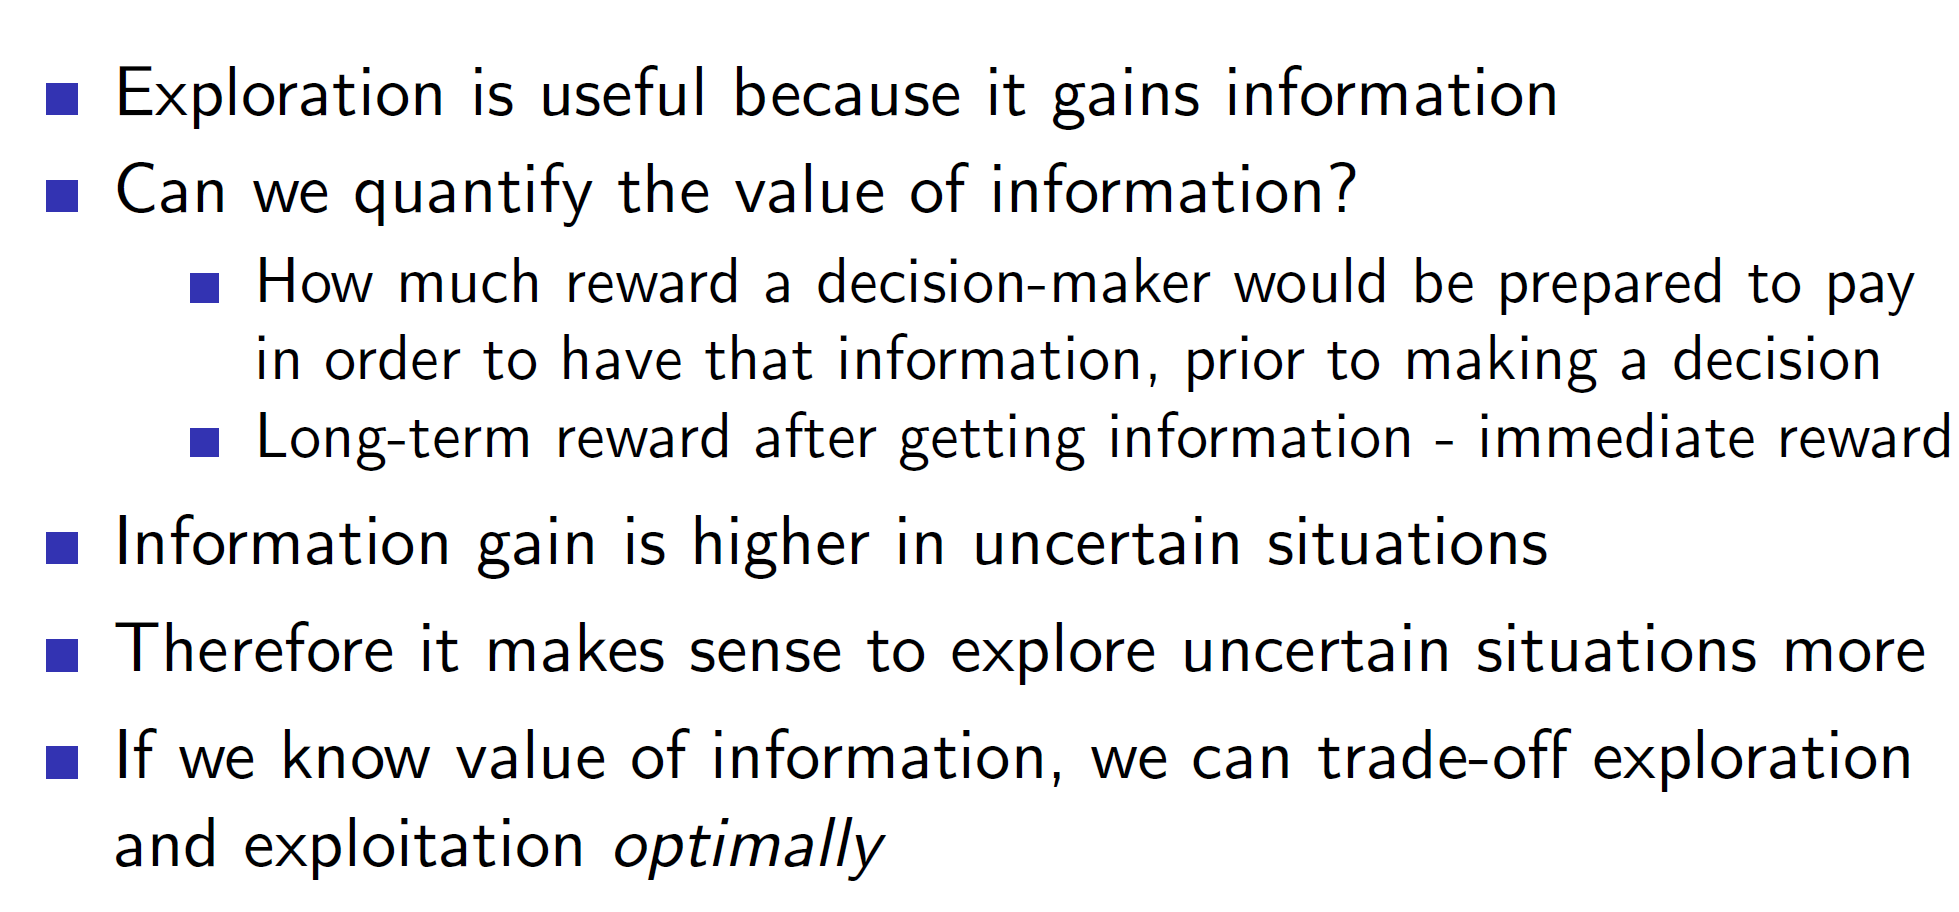 Exploration is useful because it gains information
Can we quantify the value of information?
How much reward a decision-maker would be prepared to pay
in order to have that information, prior to making a decision
Long-term reward after getting information - immediate reward
Information gain is higher in uncertain situations
Therefore it makes sense to explore uncertain situations more
If we know value of information, we can trade-off exploration
and exploitation optimally